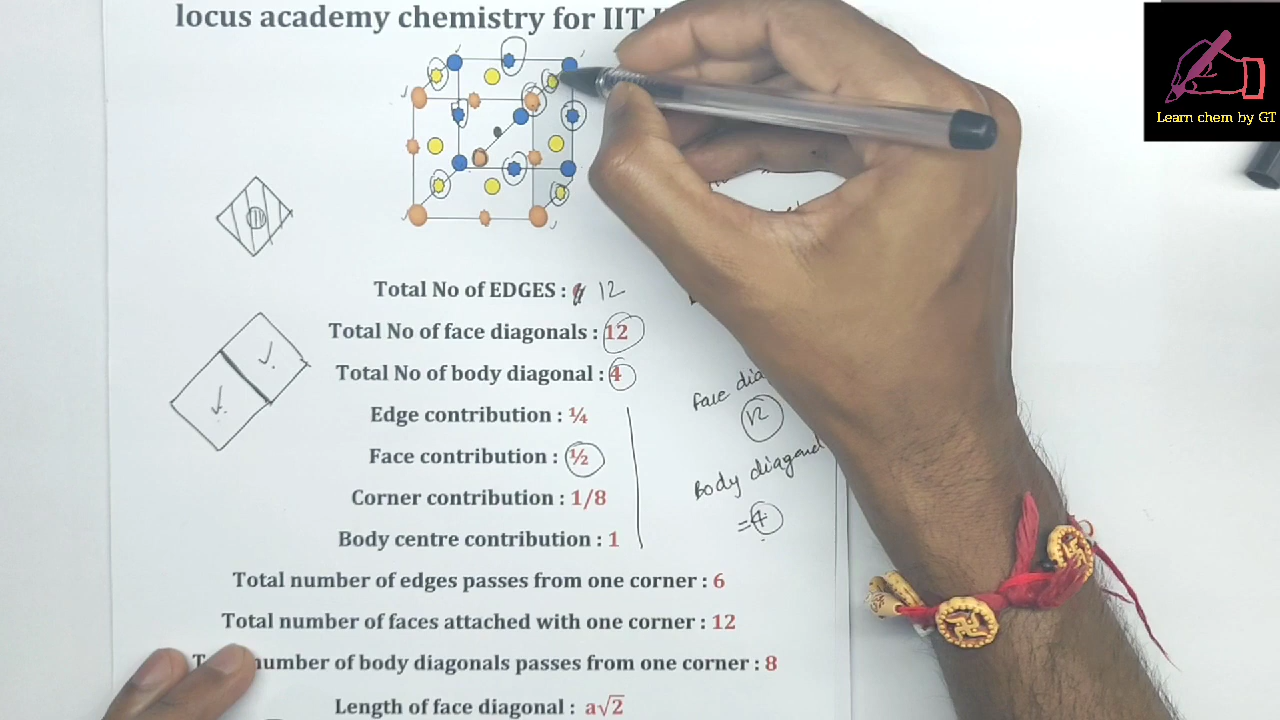 locus academy chemistry for IIT
Learn chem by GT
Total No of EDGES : 12
Total No of face diagonals : 12
Total No of body diagonal : 4
Edge contribution : ¼
Face contribution : ½
Corner contribution : 1/8
Body centre contribution : 1
face
12
Body diagonal
=4
Total number of edges passes from one corner : 6
Total number of faces attached with one corner : 12
number of body diagonals passes from one corner : 8
Length of face diagonal : a√2